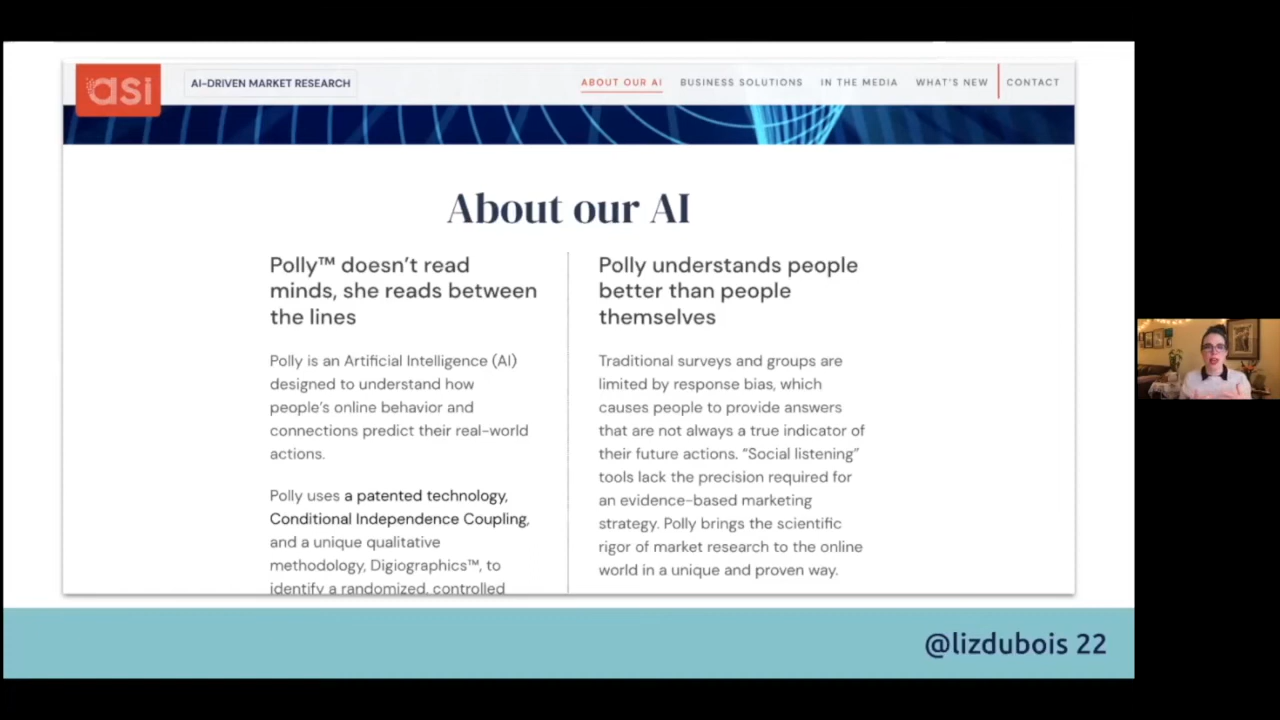 asi
AI-DRIVEN MARKET RESEARCH
ABOUT OUR AI
BUSINESS SOLUTIONS
IN THE MEDIA
WHAT'S NEW
CONTACT
About our AI
Polly™ doesn't read
minds, she reads between
the lines
Polly is an Artificial Intelligence (AI)
designed to understand how
people's online behavior and
connections predict their real-world
actions.
Polly uses a patented technology,
Conditional Independence Coupling,
and a unique qualitative
methodology, Digiographics™, to
identify a randomized, controlled
Polly understands people
better than people
themselves
Traditional surveys and groups are
limited by response bias, which
causes people to provide answers
that are not always a true indicator of
their future actions. “Social listening”
tools lack the precision required for
an evidence-based marketing
strategy. Polly brings the scientific
rigor of market research to the online
world in a unique and proven way.
@lizdubois 22